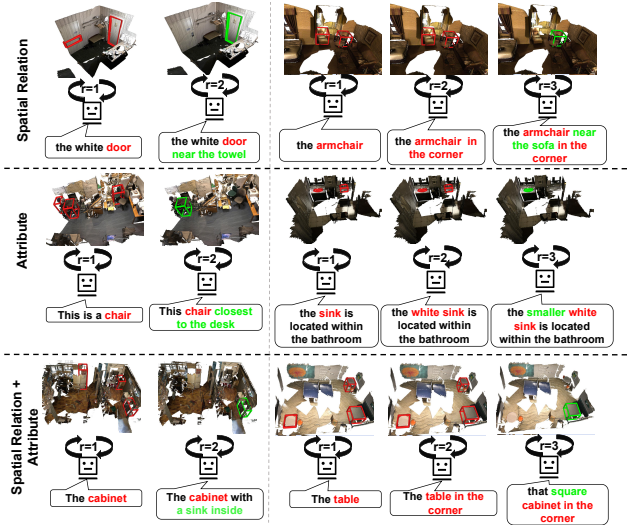 Spatial Relation
r=1
r=2
r=1
r=2
r=3
the white door
the white door
near the towel
the armchair
the armchair in
the corner
the armchair near
the sofa in the
corner
Attribute
r=1
r=2
r=1
r=2
r=3
This is a chair
This chair closest
to the desk
the sink is
located within
the bathroom
the white sink is
located within
the bathroom
the smaller white
sink is located
within the bathroom
Spatial Relation +
Attribute
r=1
r=2
r=1
r=2
r=3
The cabinet
The cabinet with
a sink inside
The table
The table in the
corner
that square
cabinet in the
corner